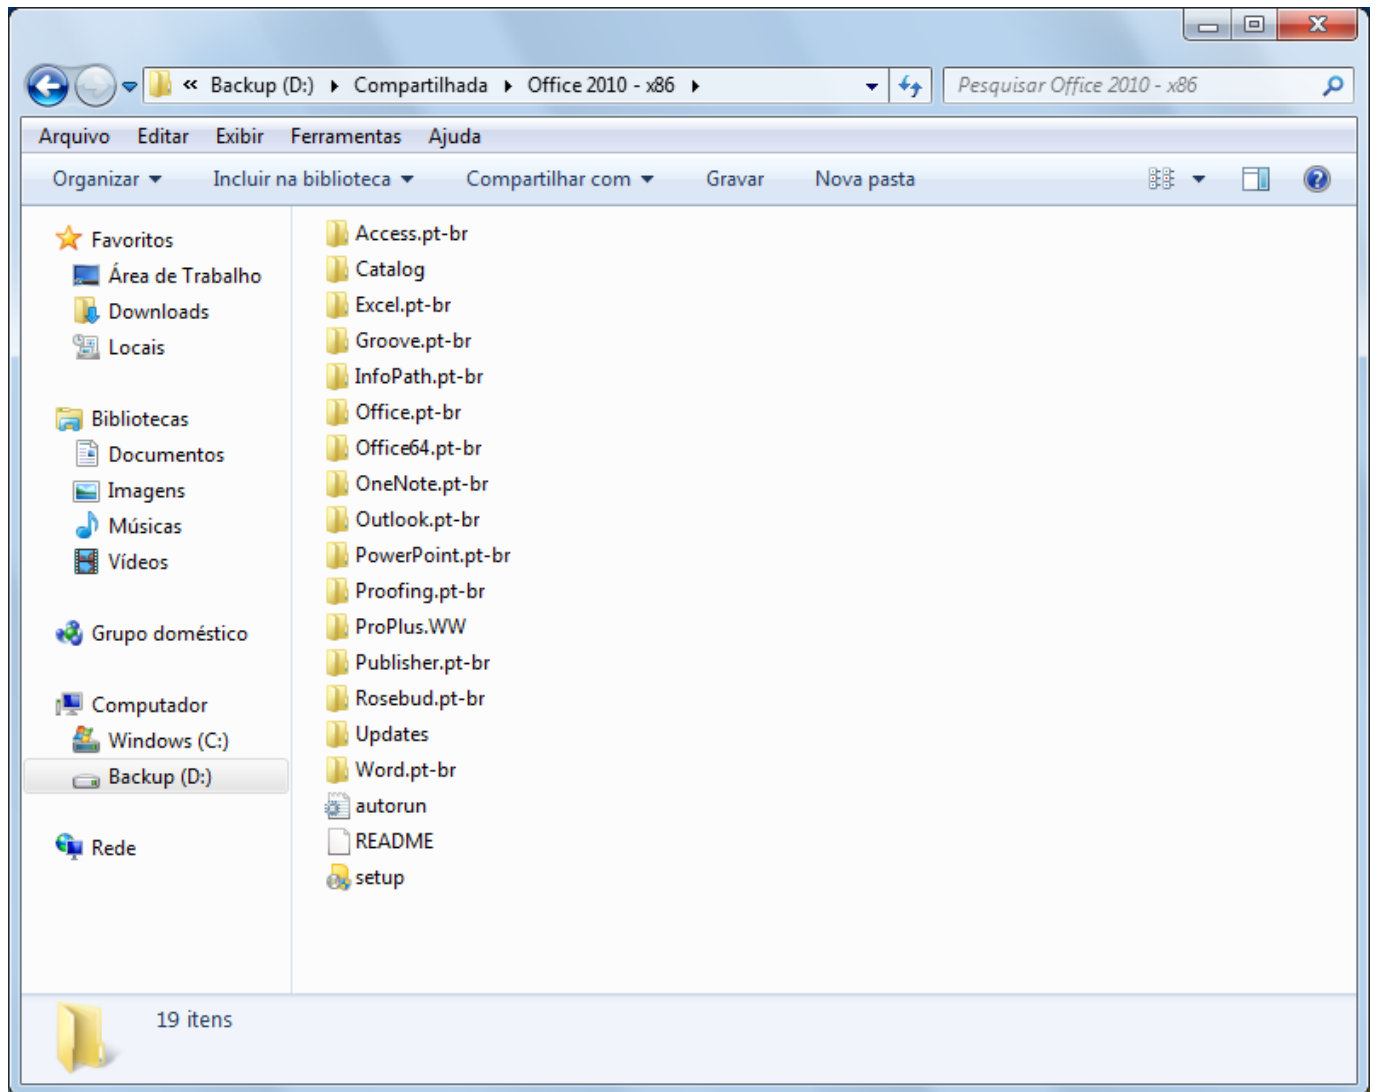 « Backup (D:) Compartilhada Office 2010 - x86 Pesquisar Office 2010 - x86
Arquivo Editar Exibir Ferramentas Ajuda
Organizar Incluir na biblioteca Compartilhar com Gravar Nova pasta
Favoritos
Área de Trabalho
Downloads
Locais
Bibliotecas
Documentos
Imagens
Músicas
Vídeos
Grupo doméstico
Computador
Windows (C:)
Backup (D:)
Rede
Access.pt-br
Catalog
Excel.pt-br
Groove.pt-br
InfoPath.pt-br
Office.pt-br
Office64.pt-br
OneNote.pt-br
Outlook.pt-br
PowerPoint.pt-br
Proofing.pt-br
ProPlus.WW
Publisher.pt-br
Rosebud.pt-br
Updates
Word.pt-br
autorun
README
setup
19 itens